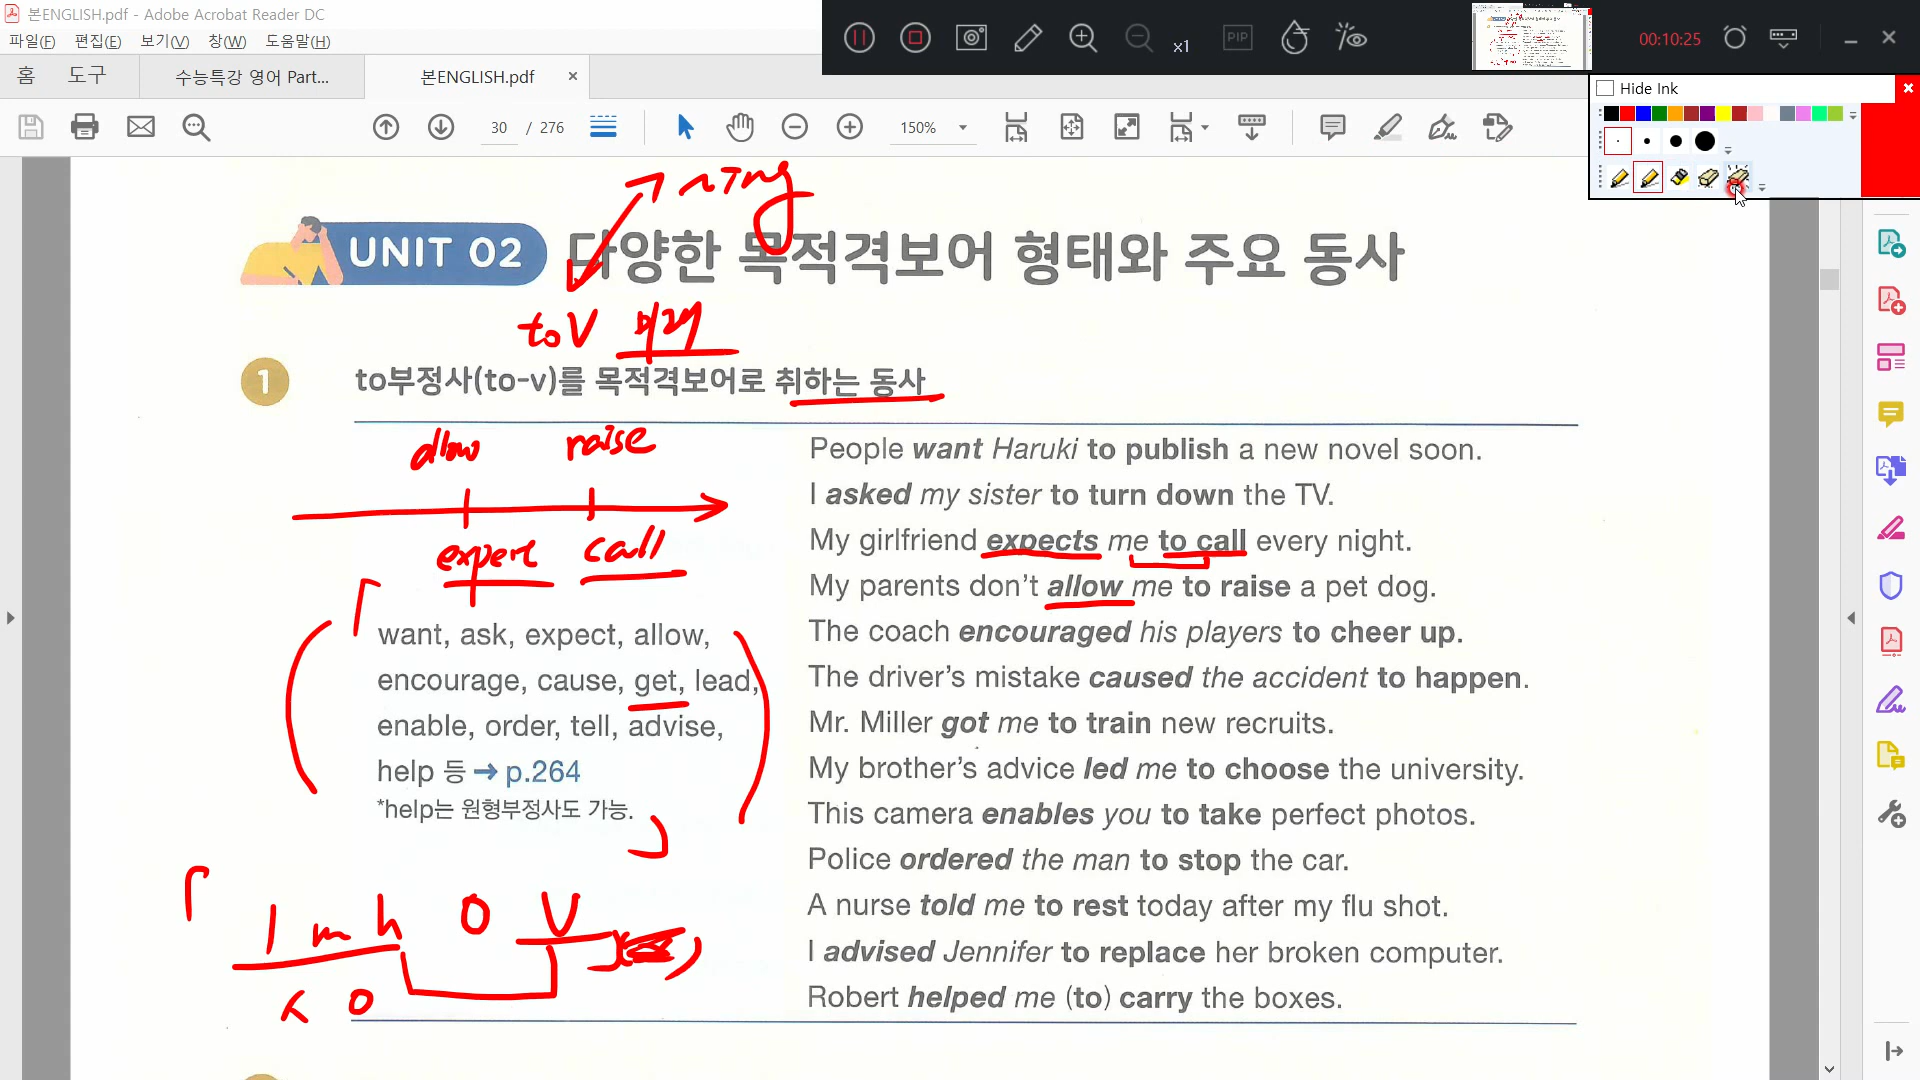 본ENGLISH.pdf - Adobe Acrobat Reader DC
파일(F) 편집(E) 보기(V) 창(W) 도움말(H)
x1
PIP
00:10:25
홈 도구 수능특강 영어 Part... 본ENGLISH.pdf ×
Hide Ink
30 / 276
150%
~ing
UNIT 02 다양한 목적격보어 형태와 주요 동사
to V 미래
1 to부정사(to-v)를 목적격보어로 취하는 동사
allow raise
call
want, ask, expect, allow,
encourage, cause, get, lead,
enable, order, tell, advise,
help 등 → p.264
*help는 원형부정사도 가능.
l m h O V
People want Haruki to publish a new novel soon.
I asked my sister to turn down the TV.
My girlfriend expects me to call every night.
My parents don't allow me to raise a pet dog.
The coach encouraged his players to cheer up.
The driver's mistake caused the accident to happen.
Mr. Miller got me to train new recruits.
My brother's advice led me to choose the university.
This camera enables you to take perfect photos.
Police ordered the man to stop the car.
A nurse told me to rest today after my flu shot.
I advised Jennifer to replace her broken computer.
Robert helped me (to) carry the boxes.